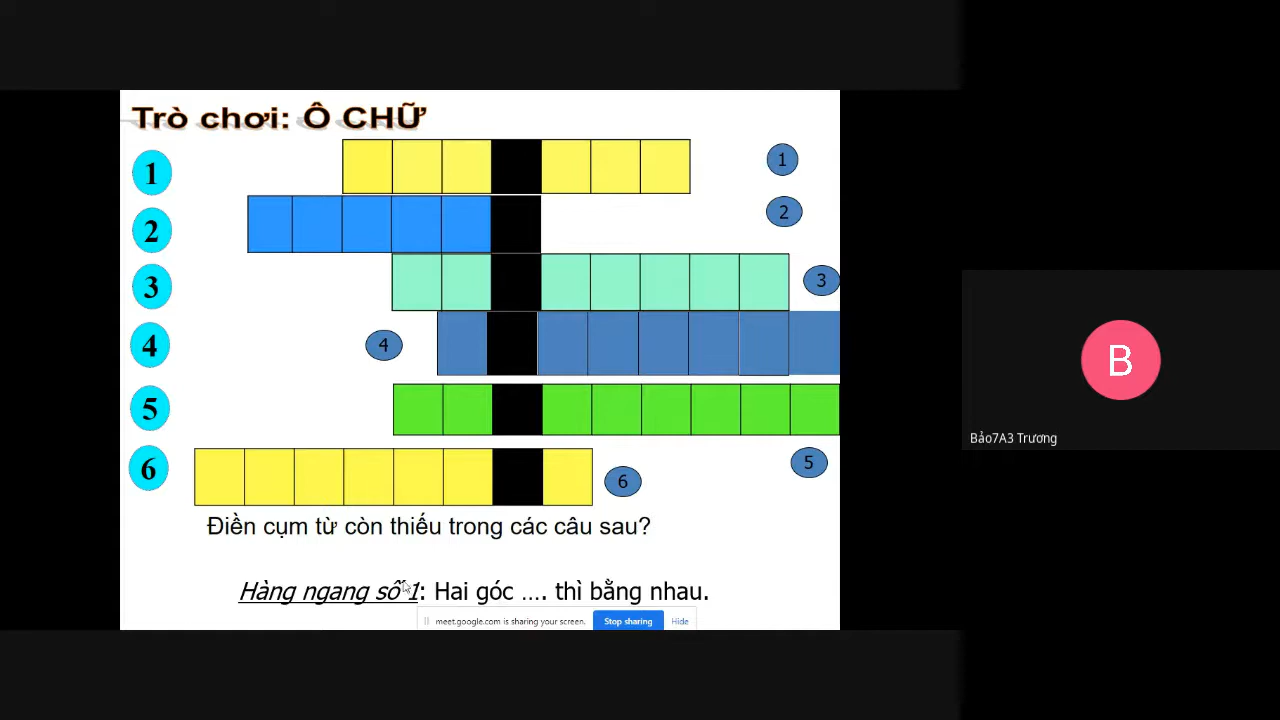 Trò chơi: Ô CHỮ
1
1
2
2
3
3
4
4
5
6
6
5
Điền cụm từ còn thiếu trong các câu sau?
Hàng ngang số 1: Hai góc …. thì bằng nhau.
meet.google.com is sharing your screen. Stop sharing Hide
B
Bảo7A3 Trương